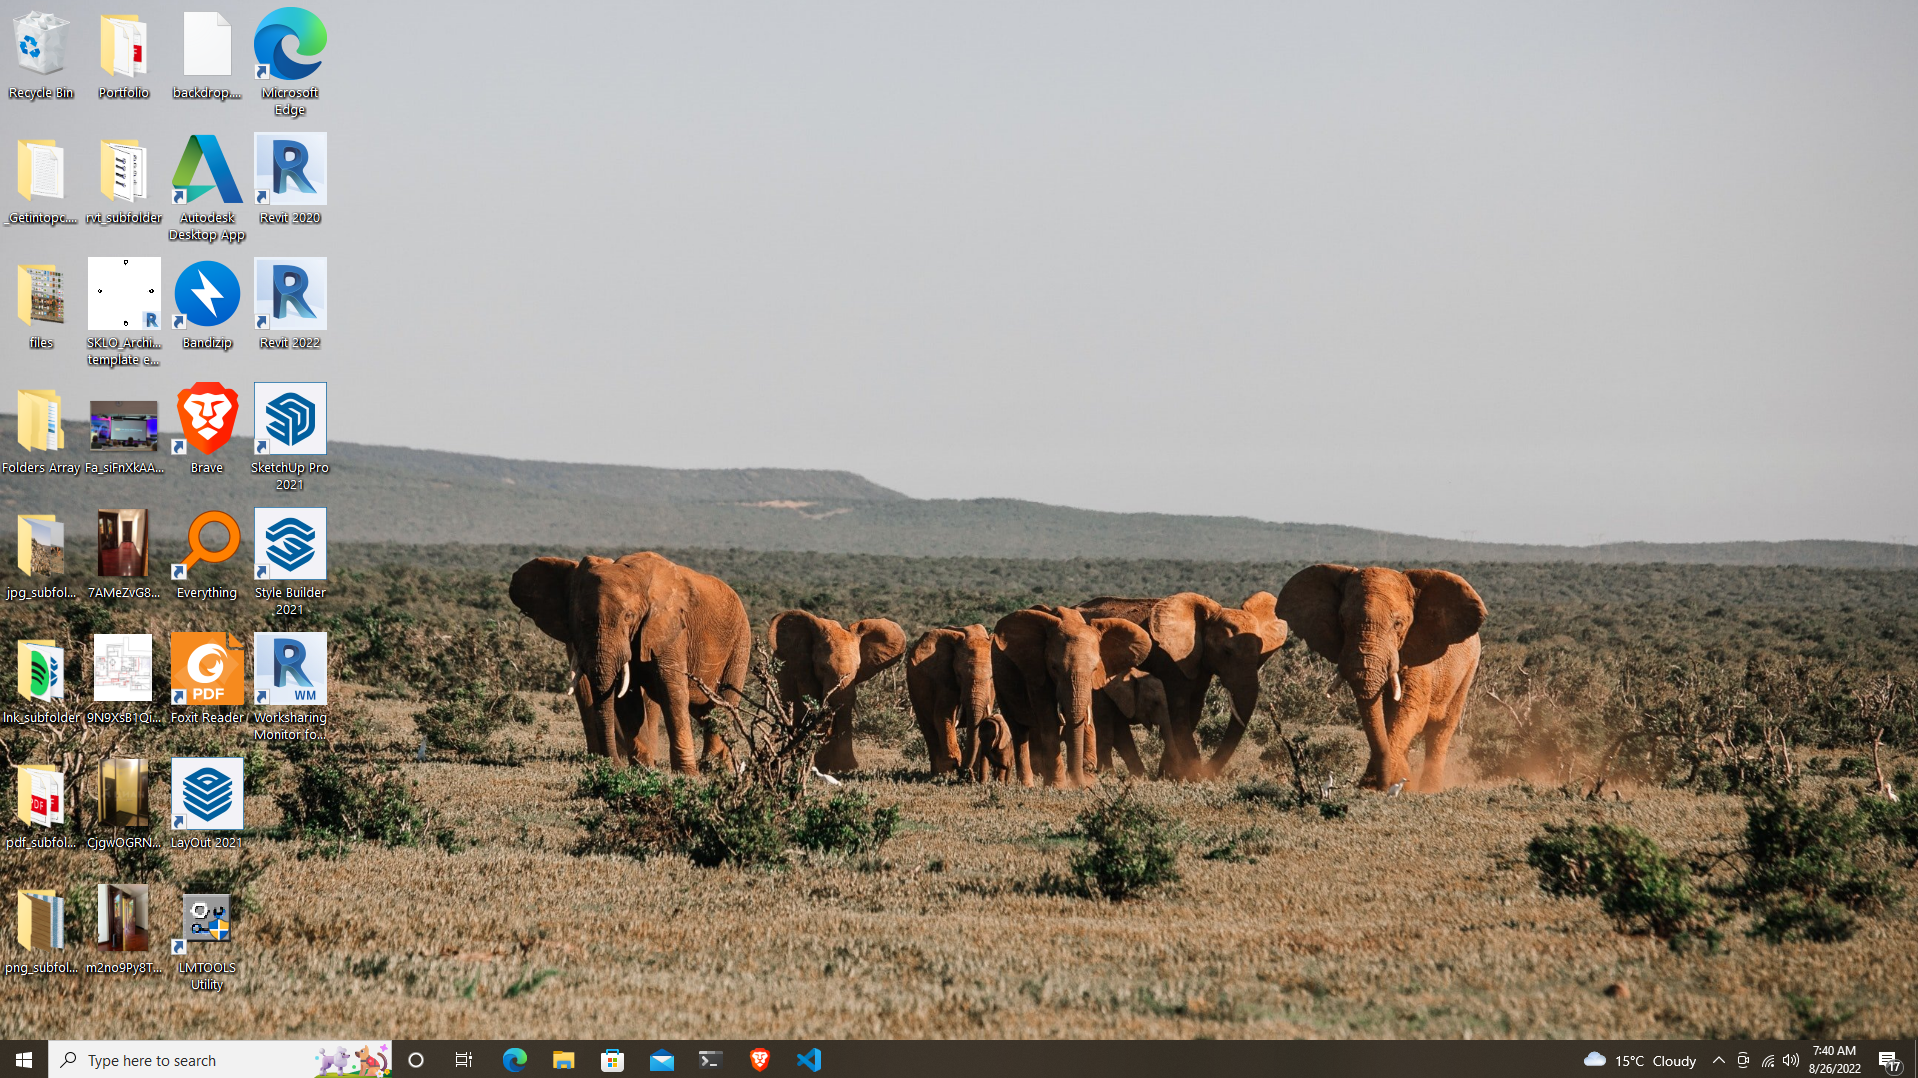 Recycle Bin
Portfolio
backdrop....
Microsoft
Edge
_Getintopc....
rvt_subfolder
Autodesk
Desktop App
Revit 2020
files
SKLO_Archi...
template e...
Bandizip
Revit 2022
Folders Array
Fa_siFnXkAA...
Brave
SketchUp Pro
2021
jpg_subfol...
7AMeZvG8...
Everything
Style Builder
2021
lnk_subfolder
9N9XsB1Qi...
PDF
Foxit Reader
WM
Worksharing
Monitor fo...
PDF
pdf_subfol...
CjgwOGRN...
LayOut 2021
png_subfol...
m2no9Py8T...
LMTOOLS
Utility
Type here to search
15°C Cloudy
7:40 AM
8/26/2022
17